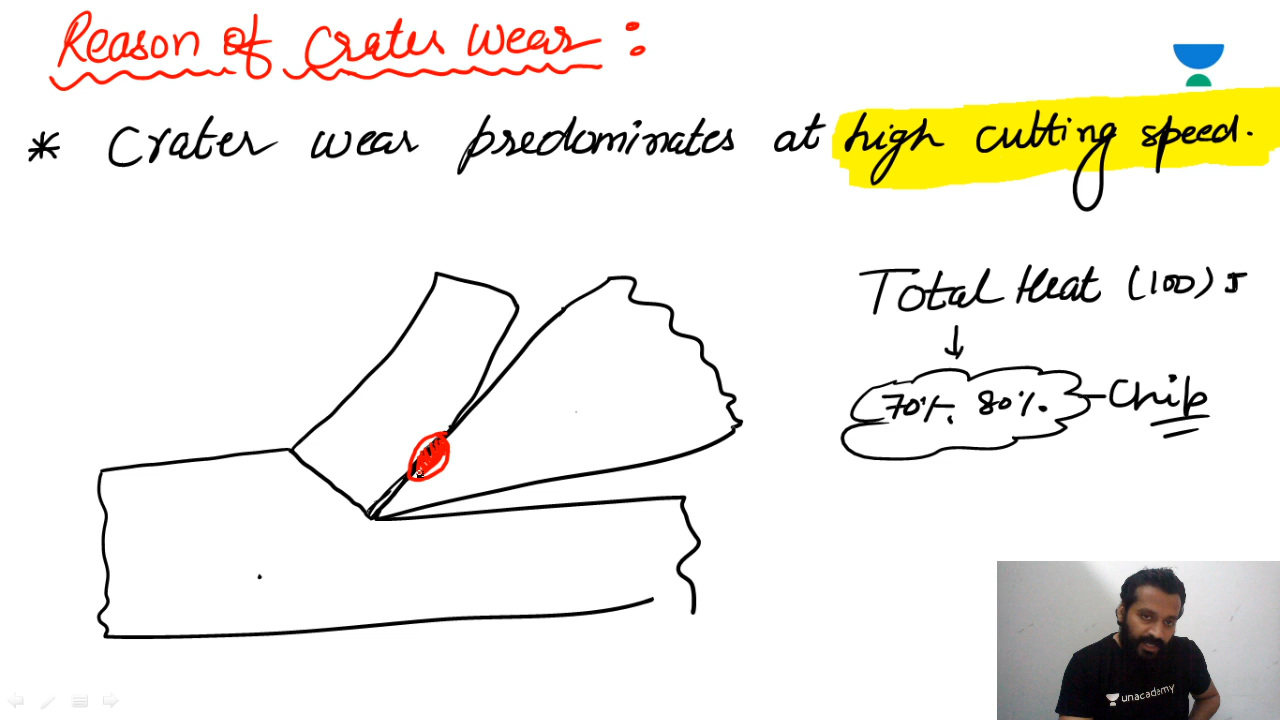 Reason of Crater Wear :
* Crater wear predominates at high cutting speed.
Total Heat (100) J
↓
70%. 80%. - Chip
unacademy